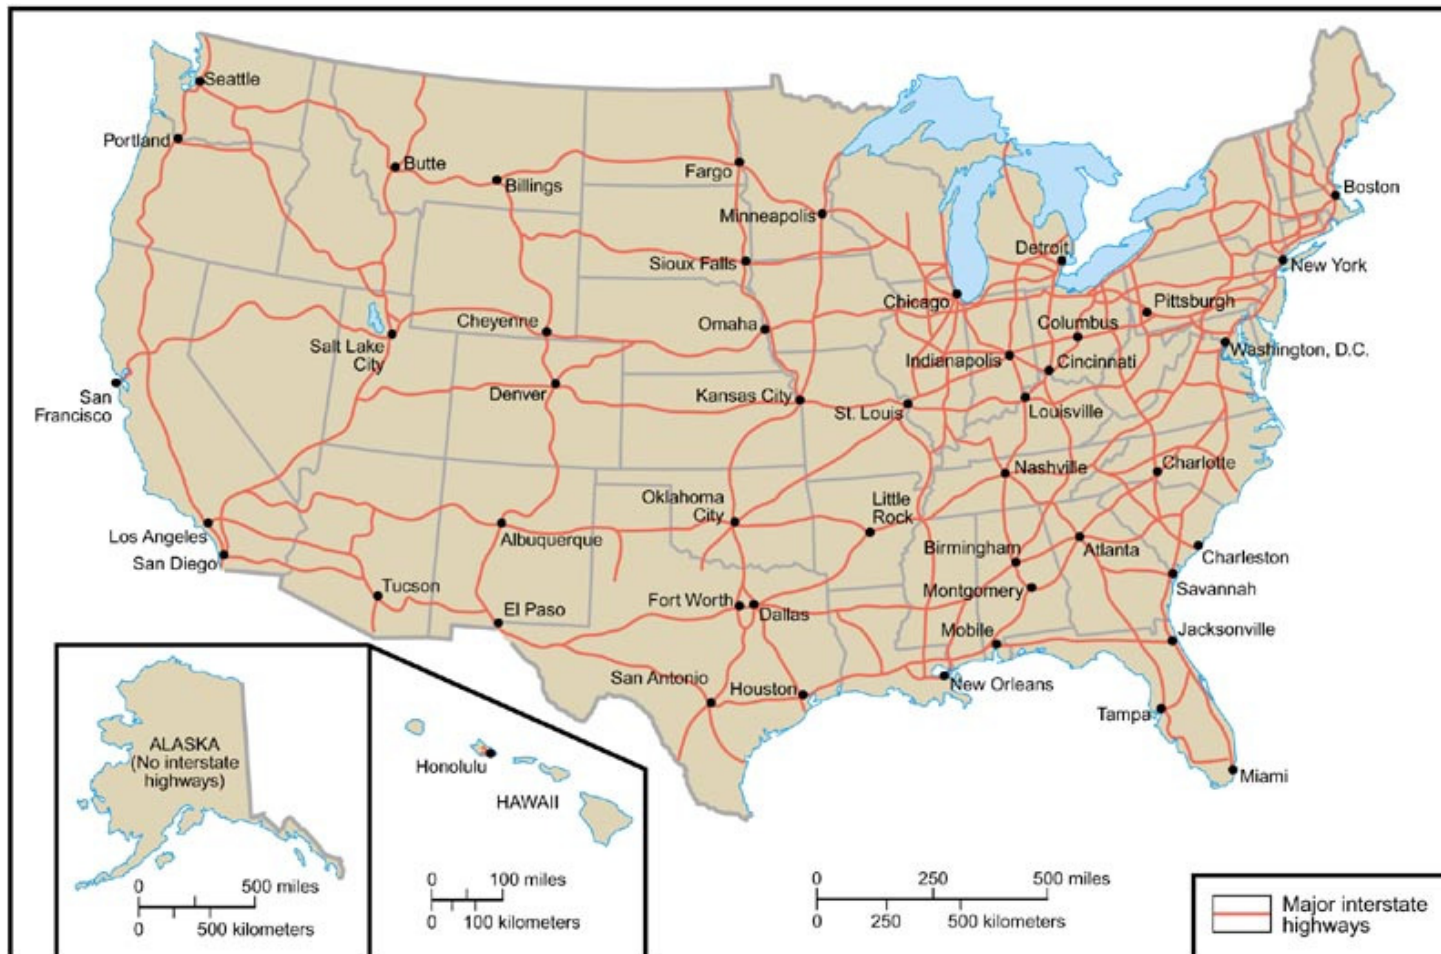 Seattle
Portland
Butte
Billings
Fargo
Minneapolis
Boston
Detroit
Sioux Falls
New York
Chicago
Pittsburgh
Cheyenne
Omaha
Columbus
Salt Lake
City
Indianapolis
Cincinnati
Washington, D.C.
San
Francisco
Denver
Kansas City
St. Louis
Louisville
Nashville
Charlotte
Oklahoma
City
Little
Rock
Los Angeles
San Diego
Albuquerque
Birmingham
Atlanta
Charleston
Tucson
Montgomery
Savannah
El Paso
Fort Worth
Dallas
Mobile
Jacksonville
San Antonio
Houston
New Orleans
Tampa
Miami
ALASKA
(No interstate
highways)
0 500 miles
0 500 kilometers
Honolulu
HAWAII
0 100 miles
0 100 kilometers
0 250 500 miles
0 250 500 kilometers
Major interstate
highways